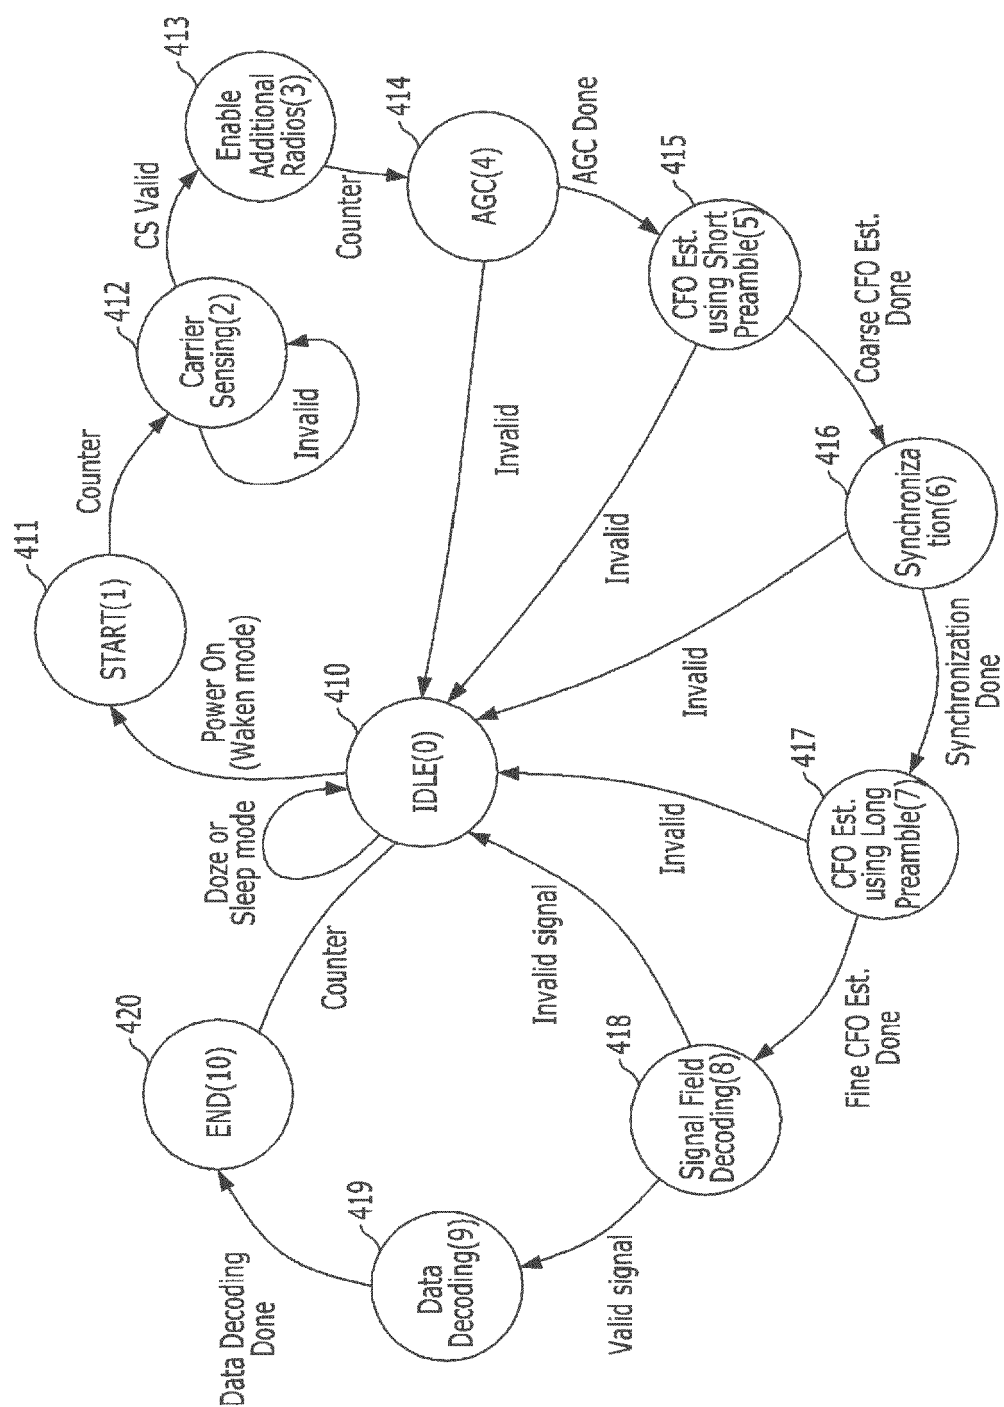 413
Enable
Additional
Radios(3)
CS Valid
412
Carrier
Sensing(2)
Invalid
Counter
414
AGC(4)
AGC Done
Counter
411
START(1)
Power On
(Waken mode)
415
CFO Est.
using Short
Preamble(5)
Invalid
Coarse CFO Est.
Done
416
Synchroniza
tion(6)
Invalid
Synchronization
Done
410
IDLE(0)
Doze or
Sleep mode
Invalid
417
CFO Est.
using Long
Preamble(7)
Invalid
Fine CFO Est.
Done
418
Signal Field
Decoding(8)
Invalid signal
Valid signal
419
Data
Decoding(9)
Data Decoding
Done
420
END(10)
Counter